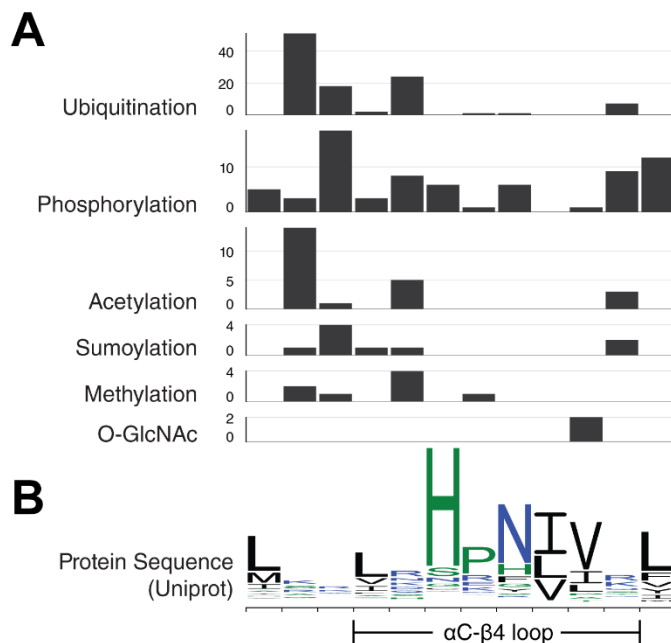 A
40
20
0
Ubiquitination
10
0
Phosphorylation
10
5
0
Acetylation
4
0
Sumoylation
4
0
Methylation
2
0
O-GlcNAc
B
Protein Sequence
(Uniprot)
L L H P N I V L
αC-β4 loop